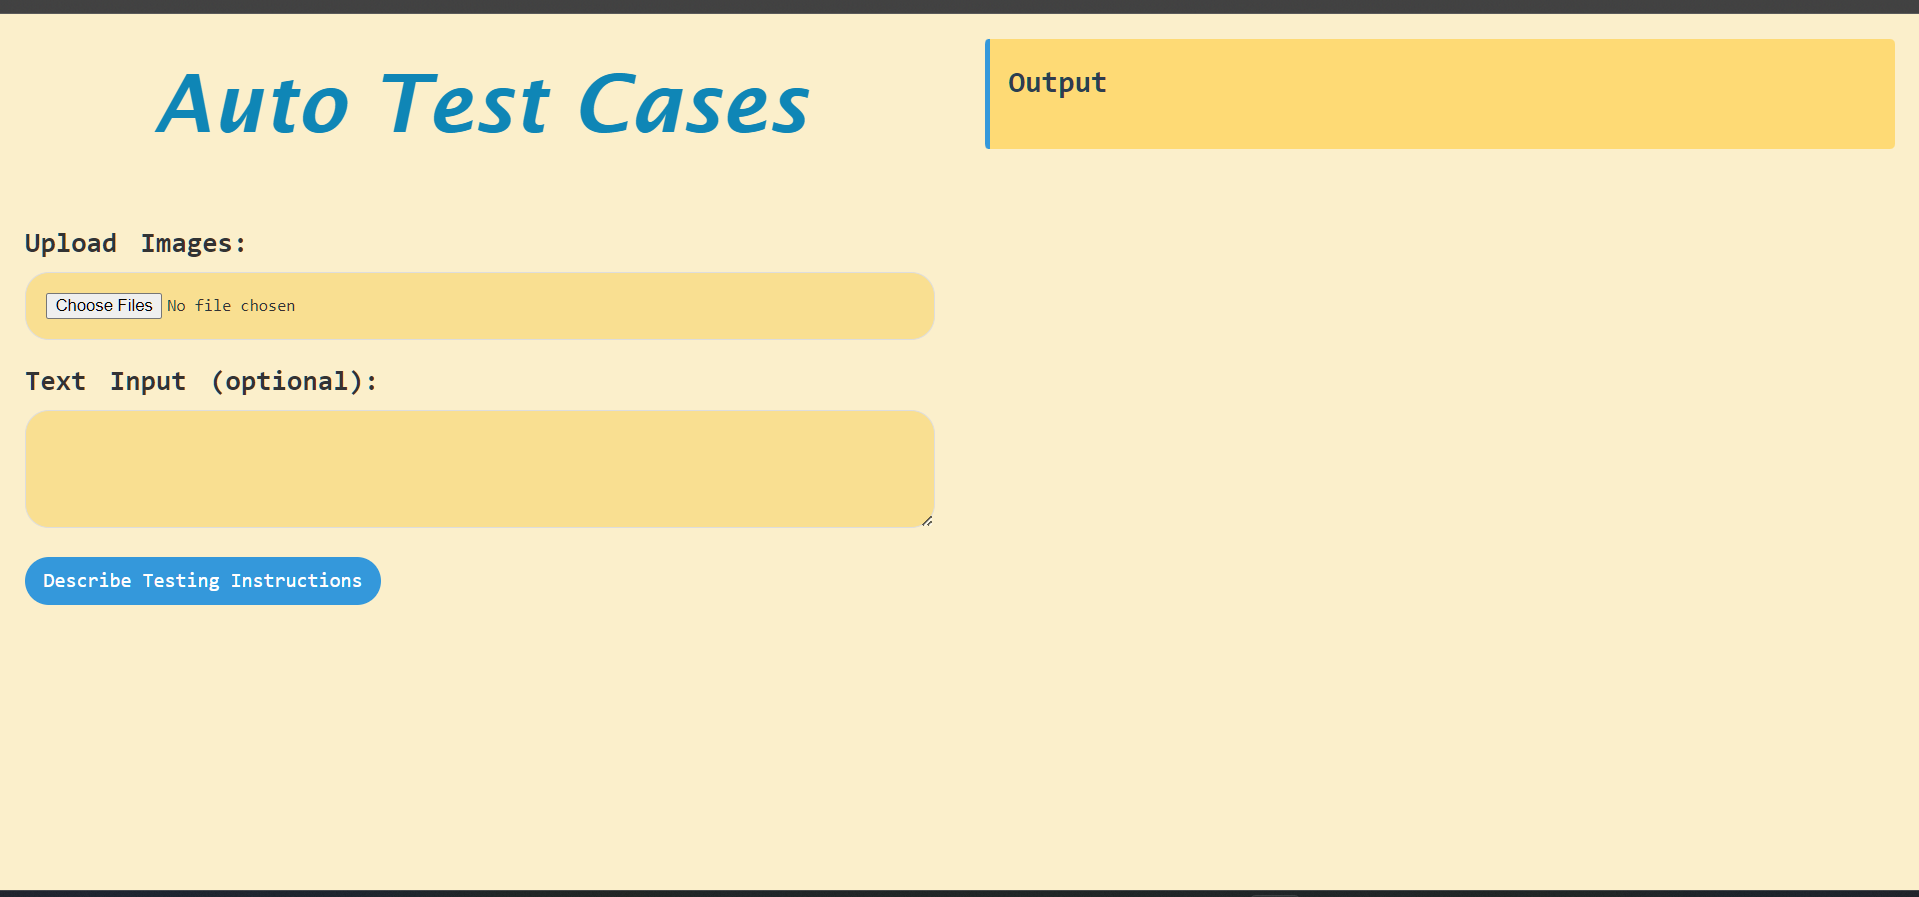 Auto Test Cases
Upload Images:
Choose Files No file chosen
Text Input (optional):
Describe Testing Instructions
Output